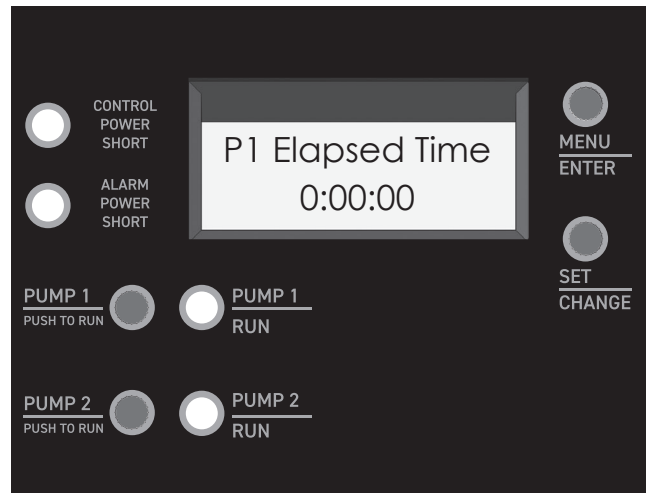 CONTROL
POWER
SHORT
ALARM
POWER
SHORT
P1 Elapsed Time
0:00:00
MENU
ENTER
SET
CHANGE
PUMP 1
PUSH TO RUN
PUMP 1
RUN
PUMP 2
PUSH TO RUN
PUMP 2
RUN